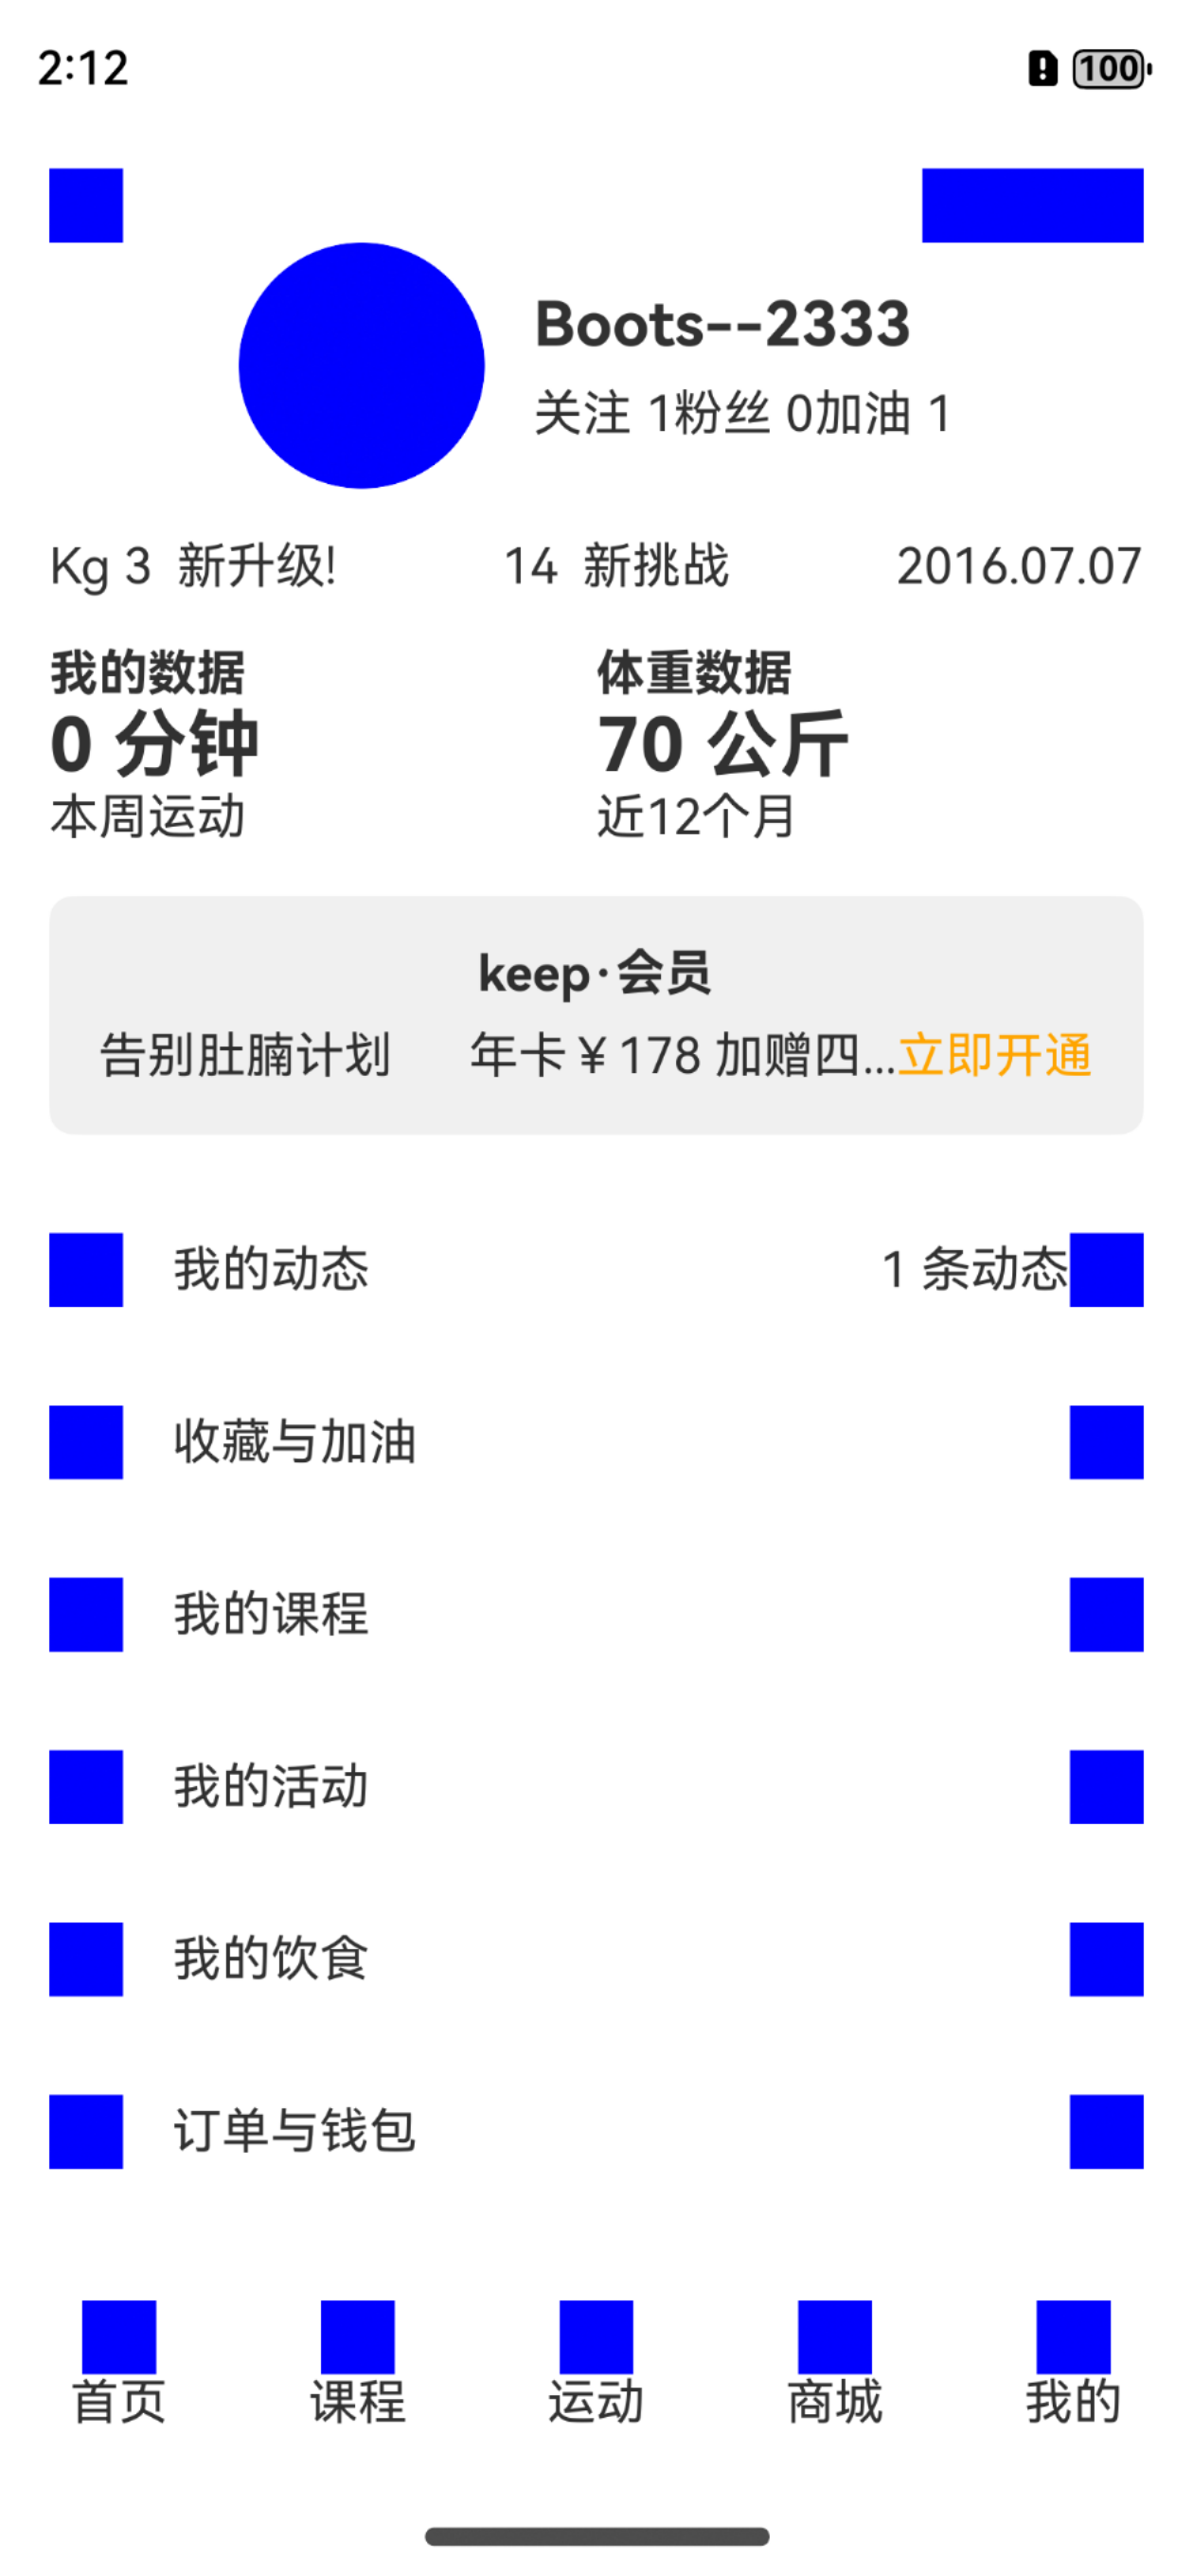 2:12
100
Boots--2333
关注 1粉丝 0加油 1
Kg 3 新升级! 14 新挑战 2016.07.07
我的数据 体重数据
0 分钟 70 公斤
本周运动 近12个月
keep·会员
告别肚腩计划 年卡￥178 加赠四...立即开通
我的动态 1 条动态
收藏与加油
我的课程
我的活动
我的饮食
订单与钱包
首页 课程 运动 商城 我的